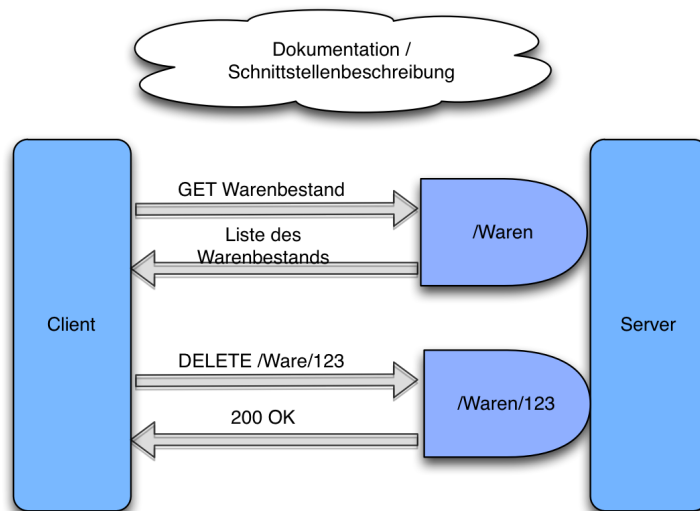 Dokumentation /
Schnittstellenbeschreibung
GET Warenbestand
/Waren
Liste des
Warenbestands
Client
Server
DELETE /Ware/123
/Waren/123
200 OK